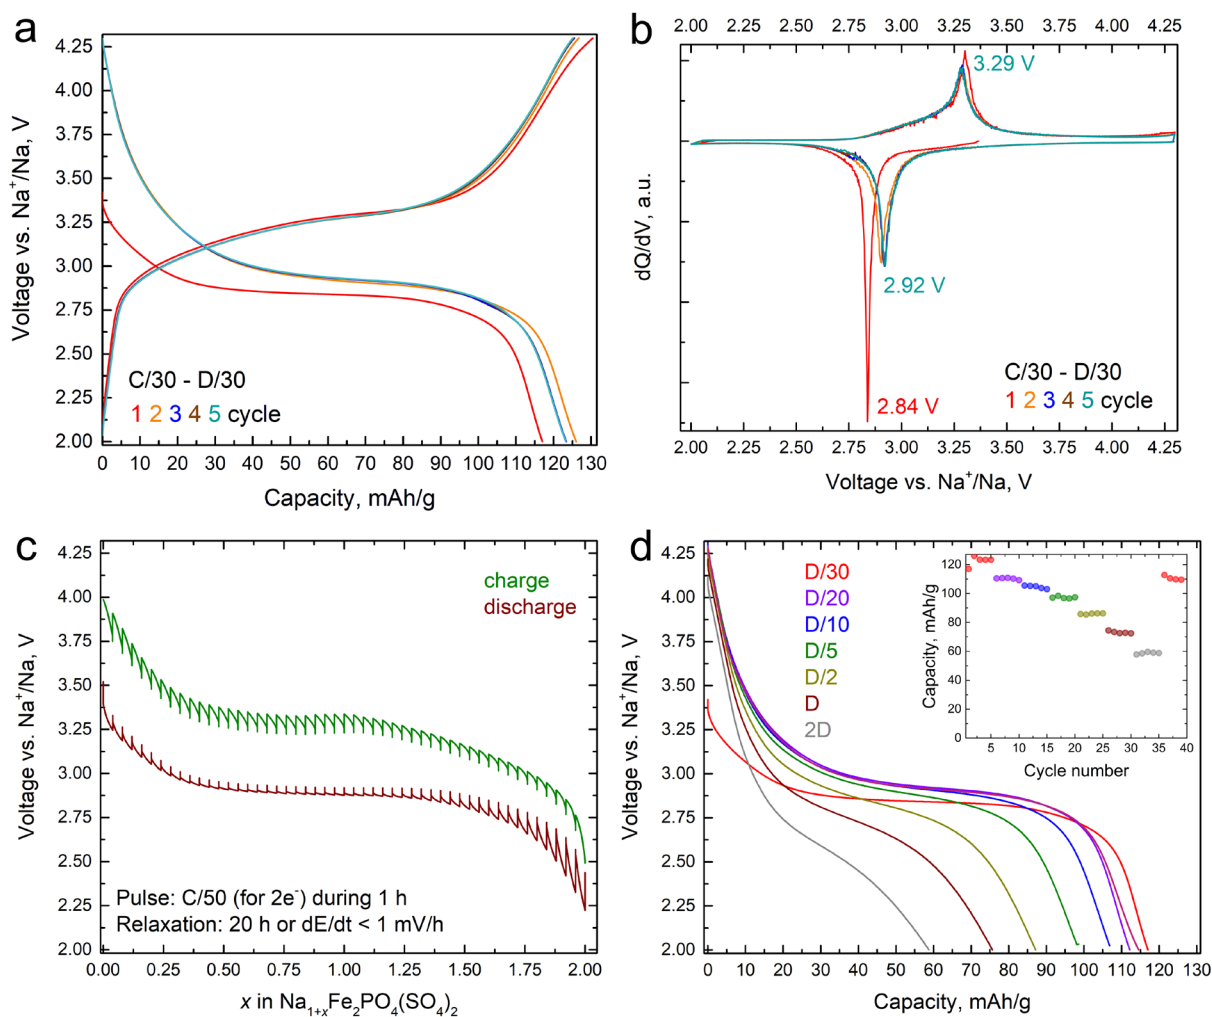 a
4.25
4.00
3.75
3.50
3.25
3.00
2.75
2.50
2.25
2.00
Voltage vs. Na⁺/Na, V
C/30 - D/30
1 2 3 4 5 cycle
0 10 20 30 40 50 60 70 80 90 100 110 120 130
Capacity, mAh/g
b
2.00 2.25 2.50 2.75 3.00 3.25 3.50 3.75 4.00 4.25
dQ/dV, a.u.
3.29 V
2.92 V
2.84 V
C/30 - D/30
1 2 3 4 5 cycle
2.00 2.25 2.50 2.75 3.00 3.25 3.50 3.75 4.00 4.25
Voltage vs. Na⁺/Na, V
c
4.25
4.00
3.75
3.50
3.25
3.00
2.75
2.50
2.25
2.00
Voltage vs. Na⁺/Na, V
charge
discharge
Pulse: C/50 (for 2e⁻) during 1 h
Relaxation: 20 h or dE/dt < 1 mV/h
0.00 0.25 0.50 0.75 1.00 1.25 1.50 1.75 2.00
x in Na₁₊ₓFe₂PO₄(SO₄)₂
d
4.25
4.00
3.75
3.50
3.25
3.00
2.75
2.50
2.25
2.00
Voltage vs. Na⁺/Na, V
D/30
D/20
D/10
D/5
D/2
D
2D
120
100
80
60
40
20
0
Capacity, mAh/g
5 10 15 20 25 30 35 40
Cycle number
0 10 20 30 40 50 60 70 80 90 100 110 120 130
Capacity, mAh/g